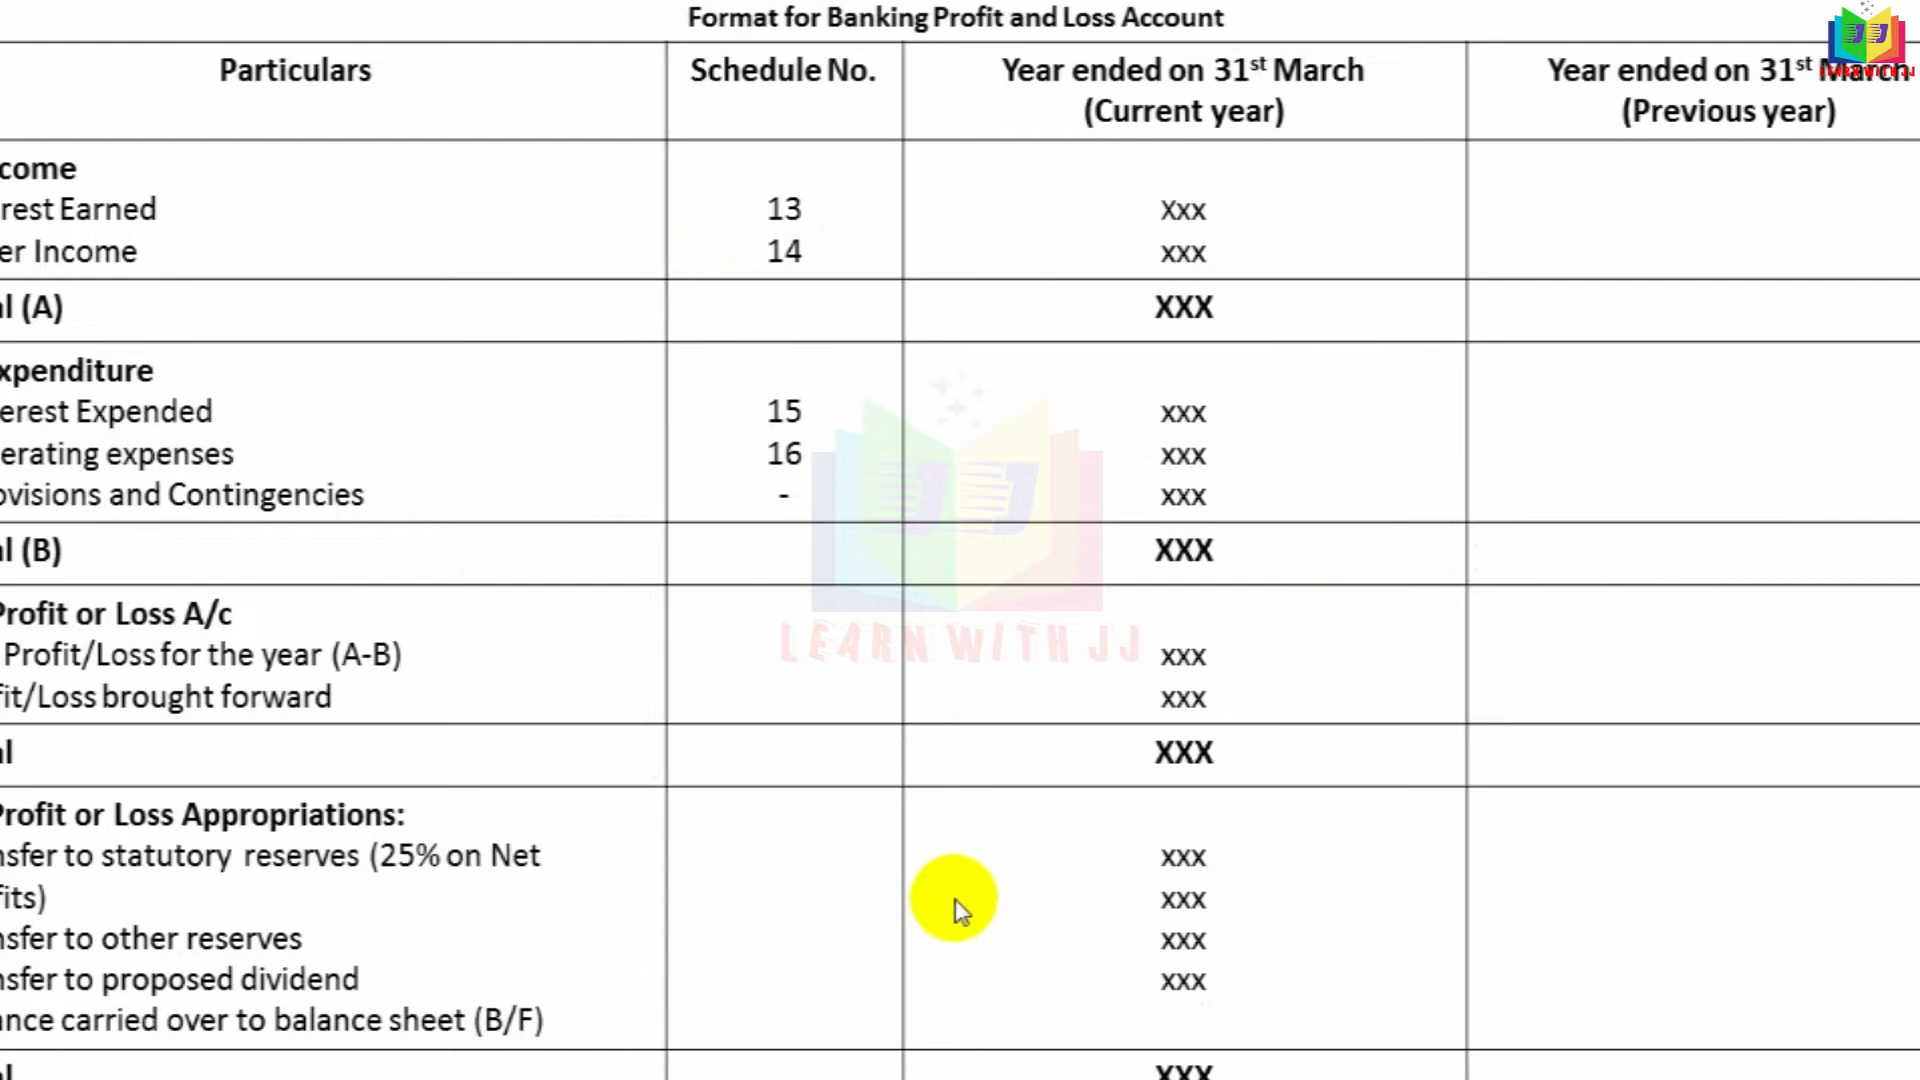 Format for Banking Profit and Loss Account
Particulars Schedule No. Year ended on 31st March Year ended on 31st March
(Current year) (Previous year)
come
rest Earned 13 Xxx
er Income 14 xxx
l (A) XXX
xpenditure
erest Expended 15 xxx
erating expenses 16 xxx
ovisions and Contingencies - xxx
l (B) XXX
Profit or Loss A/c
Profit/Loss for the year (A-B) xxx
fit/Loss brought forward xxx
l XXX
Profit or Loss Appropriations:
nsfer to statutory reserves (25% on Net xxx
fits) xxx
nsfer to other reserves xxx
nsfer to proposed dividend xxx
ance carried over to balance sheet (B/F)
l XXX
LEARN WITH JJ
LEARN WITH JJ